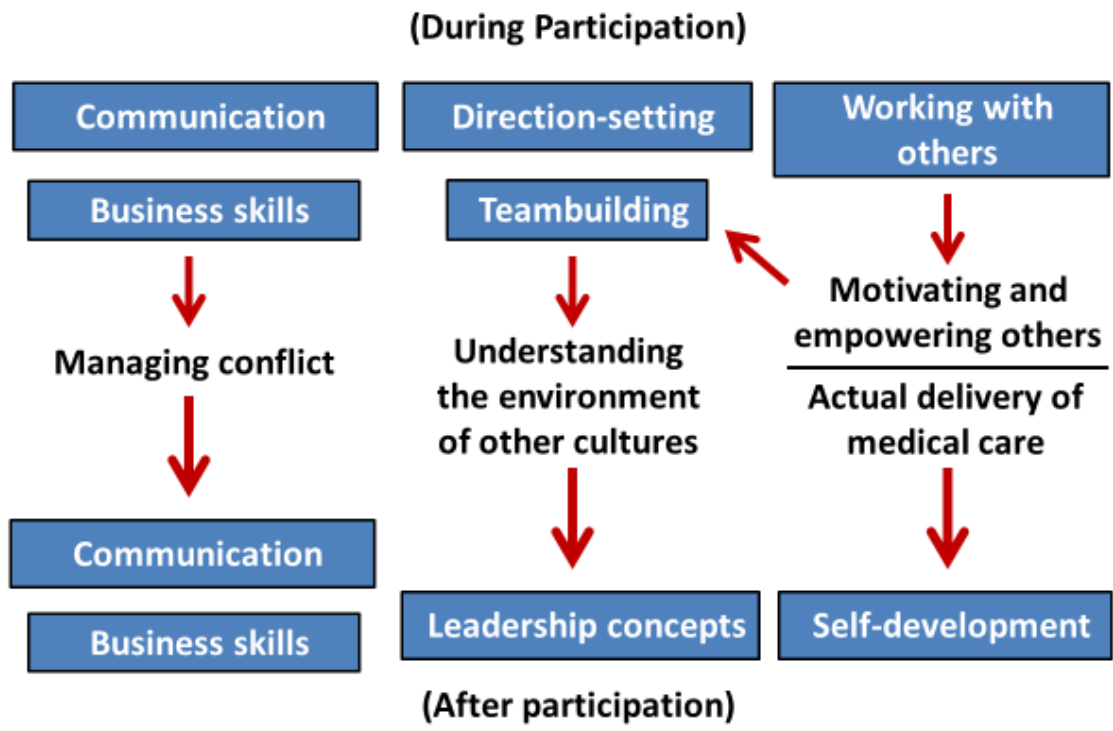 (During Participation)
Communication
Direction-setting
Working with
others
Business skills
Teambuilding
Managing conflict
Understanding
the environment
of other cultures
Motivating and
empowering others
Actual delivery of
medical care
Communication
Business skills
Leadership concepts
Self-development
(After participation)